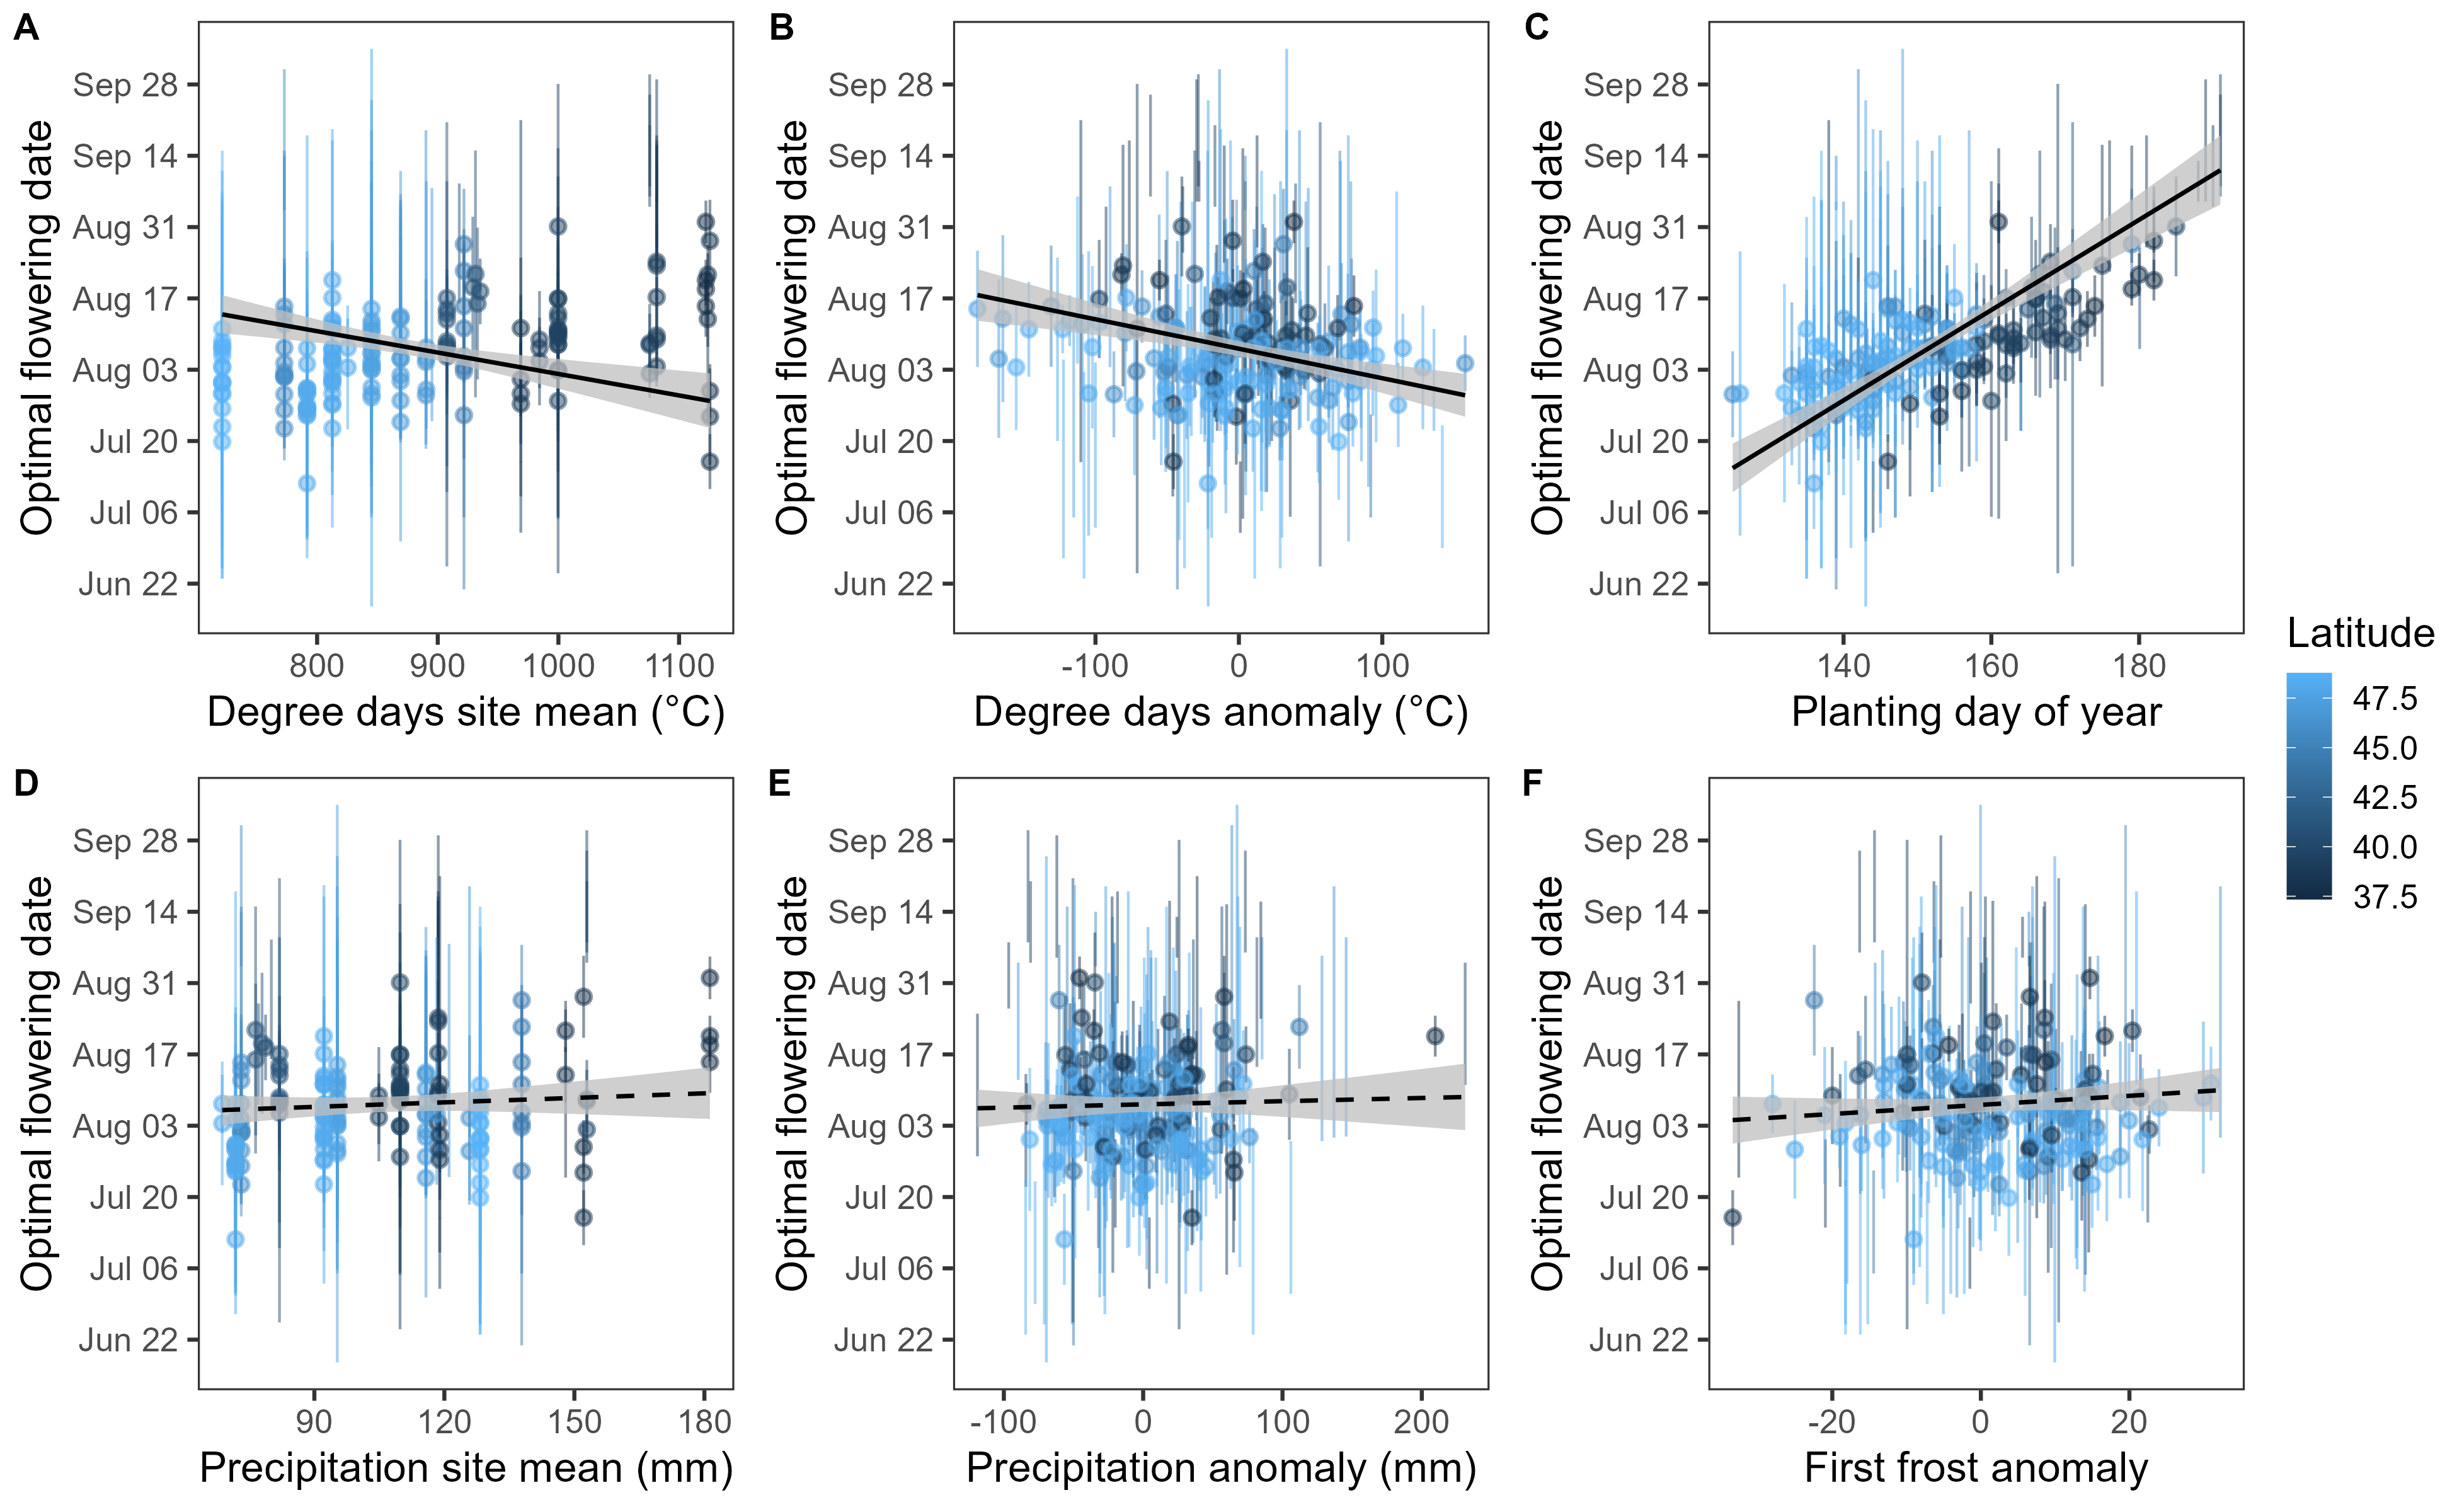 A
Optimal flowering date
Sep 28
Sep 14
Aug 31
Aug 17
Aug 03
Jul 20
Jul 06
Jun 22
800 900 1000 1100
Degree days site mean (°C)
B
Optimal flowering date
Sep 28
Sep 14
Aug 31
Aug 17
Aug 03
Jul 20
Jul 06
Jun 22
-100 0 100
Degree days anomaly (°C)
C
Optimal flowering date
Sep 28
Sep 14
Aug 31
Aug 17
Aug 03
Jul 20
Jul 06
Jun 22
140 160 180
Planting day of year
D
Optimal flowering date
Sep 28
Sep 14
Aug 31
Aug 17
Aug 03
Jul 20
Jul 06
Jun 22
90 120 150 180
Precipitation site mean (mm)
E
Optimal flowering date
Sep 28
Sep 14
Aug 31
Aug 17
Aug 03
Jul 20
Jul 06
Jun 22
-100 0 100 200
Precipitation anomaly (mm)
F
Optimal flowering date
Sep 28
Sep 14
Aug 31
Aug 17
Aug 03
Jul 20
Jul 06
Jun 22
-20 0 20
First frost anomaly
Latitude
47.5
45.0
42.5
40.0
37.5